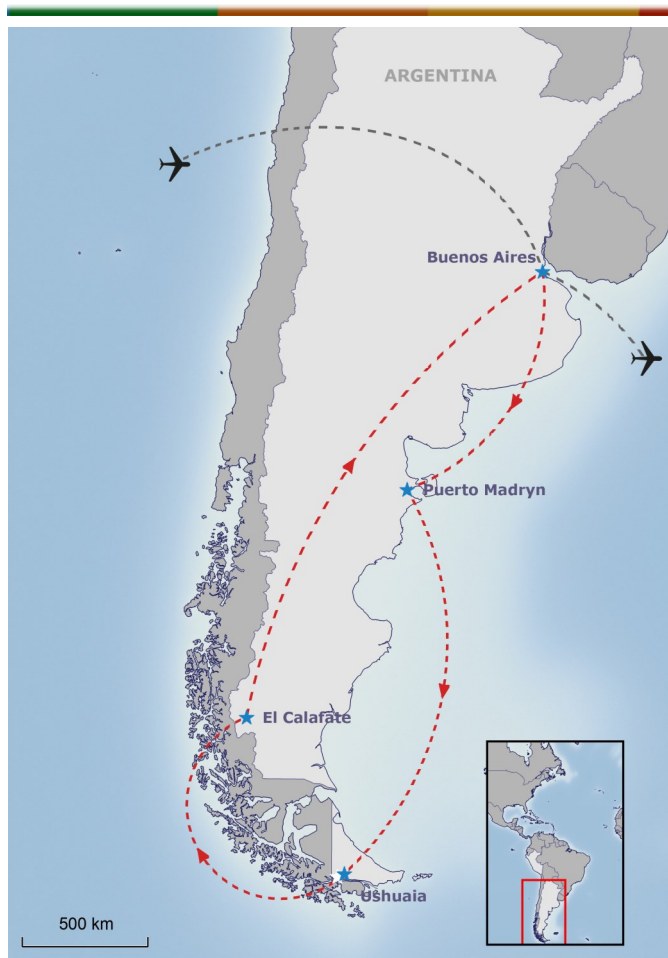 ARGENTINA
Buenos Aires
Puerto Madryn
El Calafate
Ushuaia
500 km